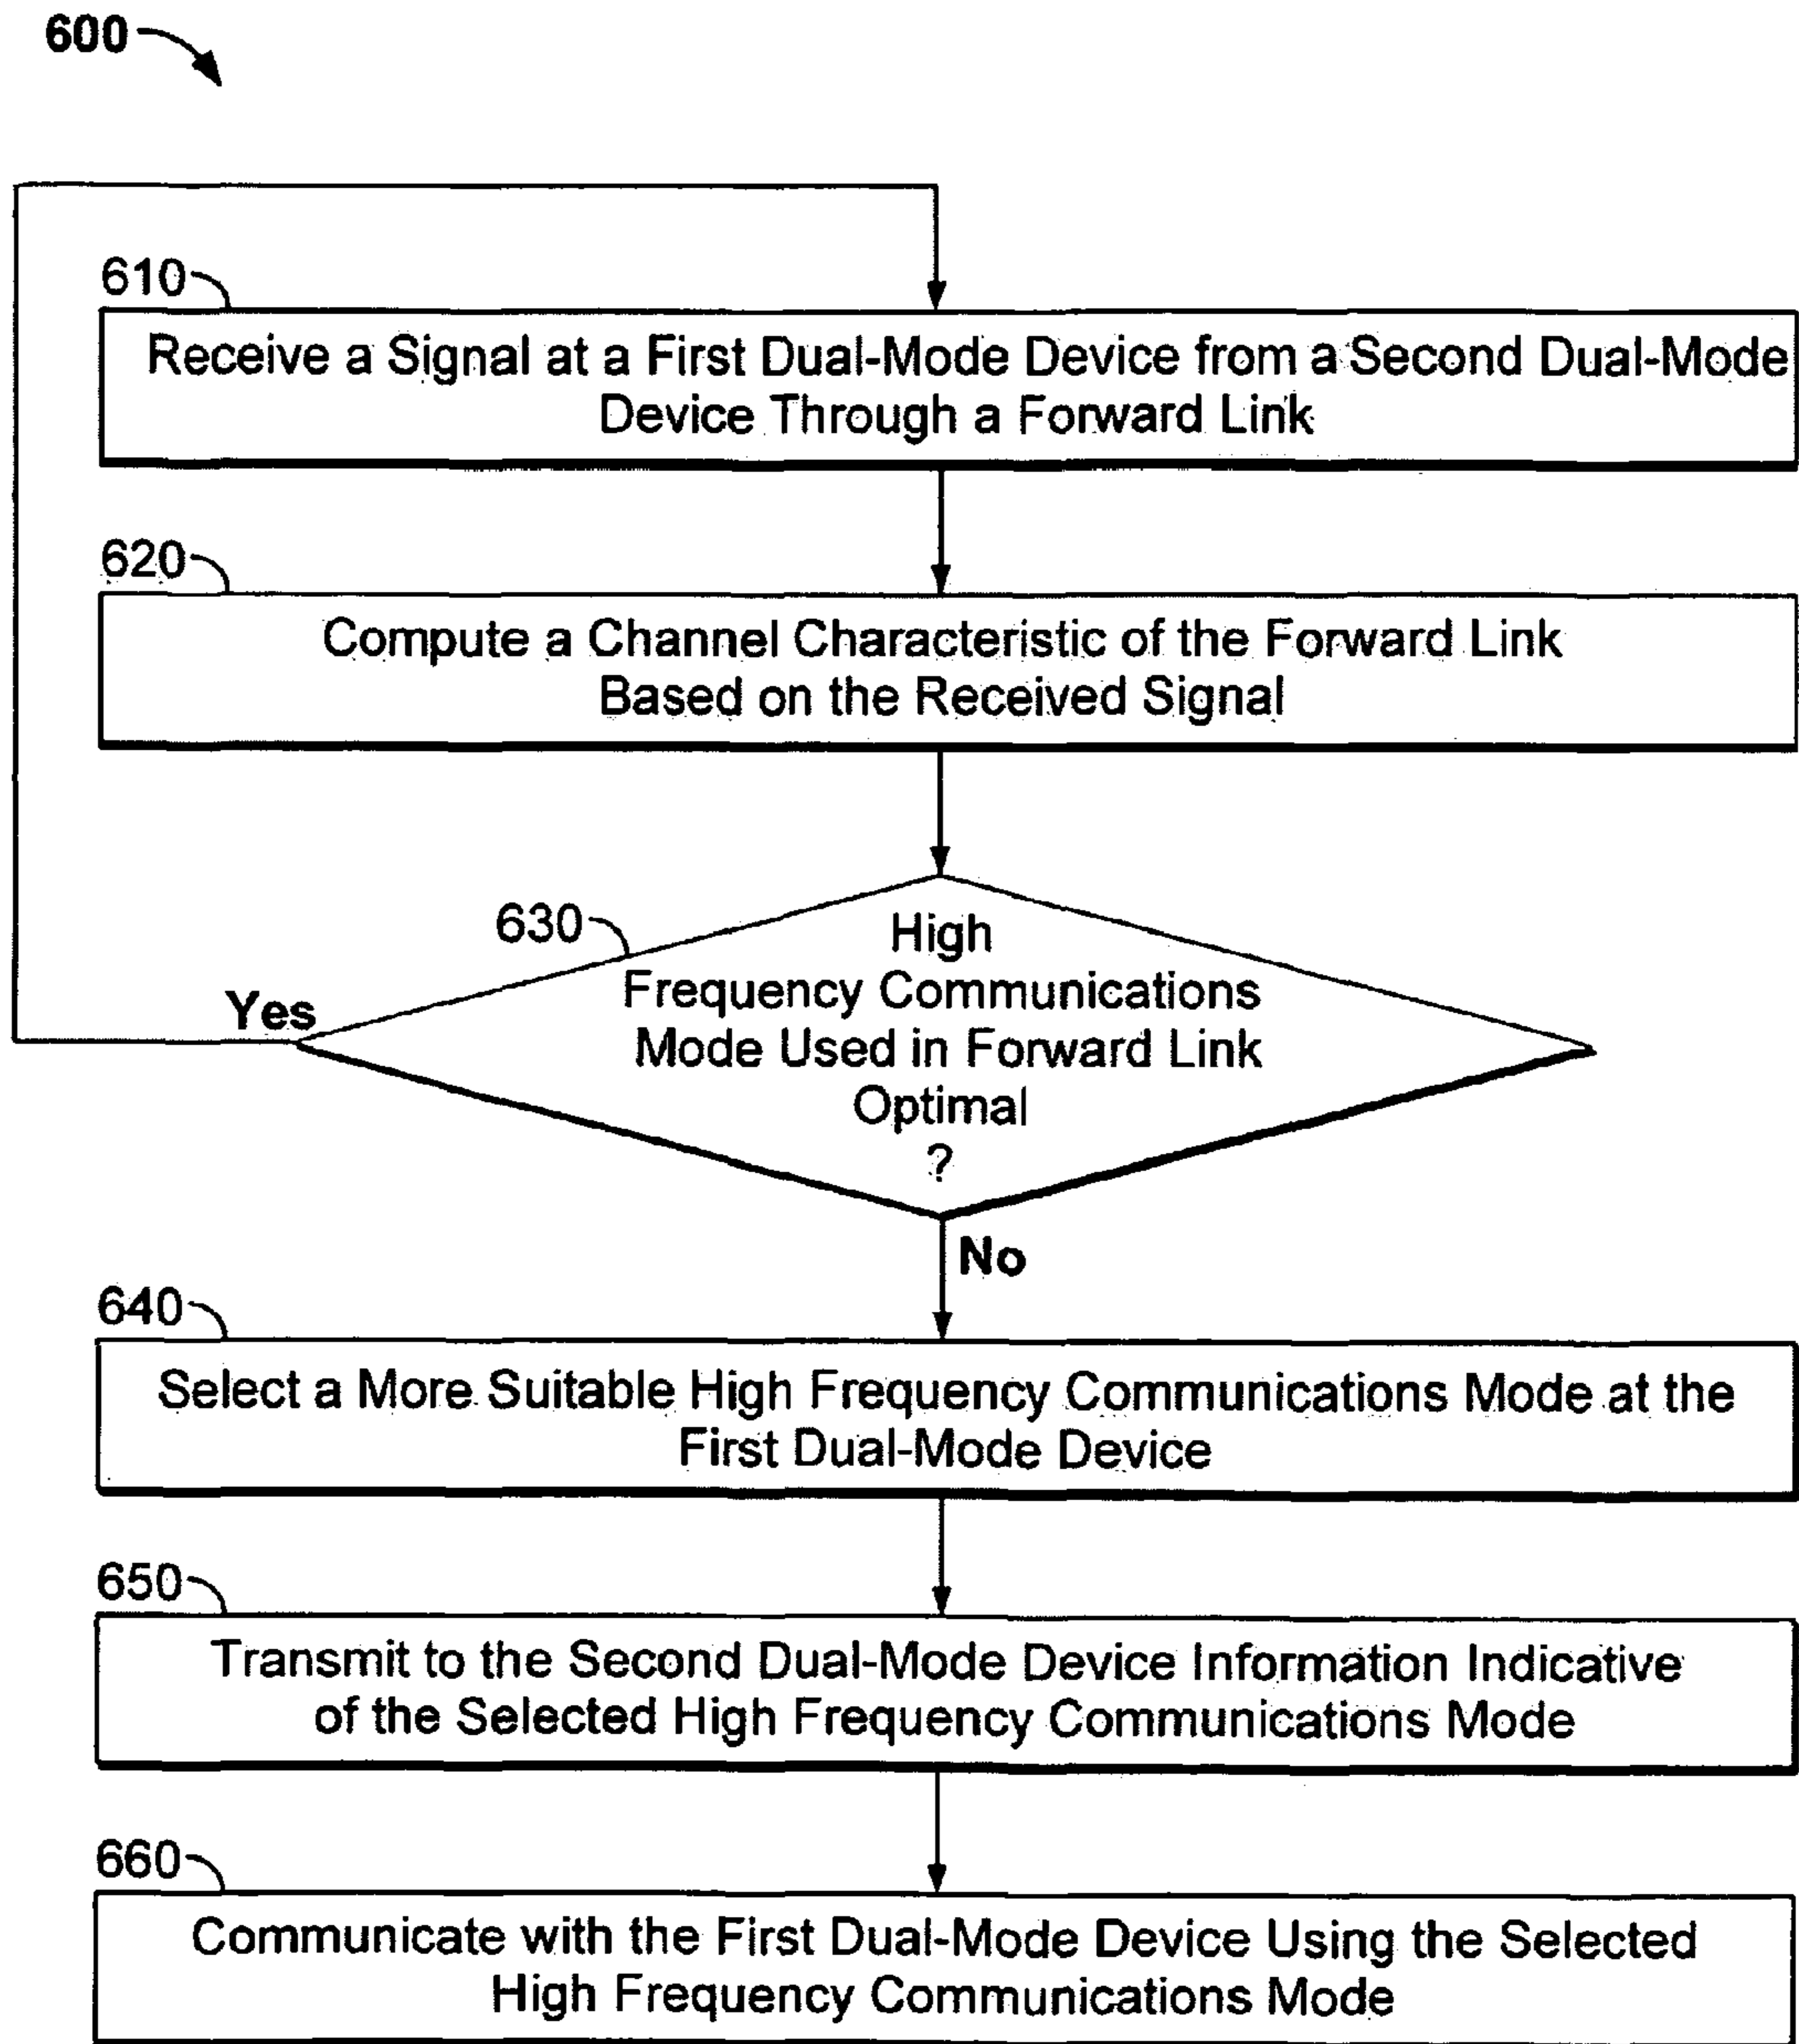 600
610
Receive a Signal at a First Dual-Mode Device from a Second Dual-Mode
Device Through a Forward Link
620
Compute a Channel Characteristic of the Forward Link
Based on the Received Signal
630
High
Frequency Communications
Mode Used in Forward Link
Optimal
?
Yes
No
640
Select a More Suitable High Frequency Communications Mode at the
First Dual-Mode Device
650
Transmit to the Second Dual-Mode Device Information Indicative
of the Selected High Frequency Communications Mode
660
Communicate with the First Dual-Mode Device Using the Selected
High Frequency Communications Mode